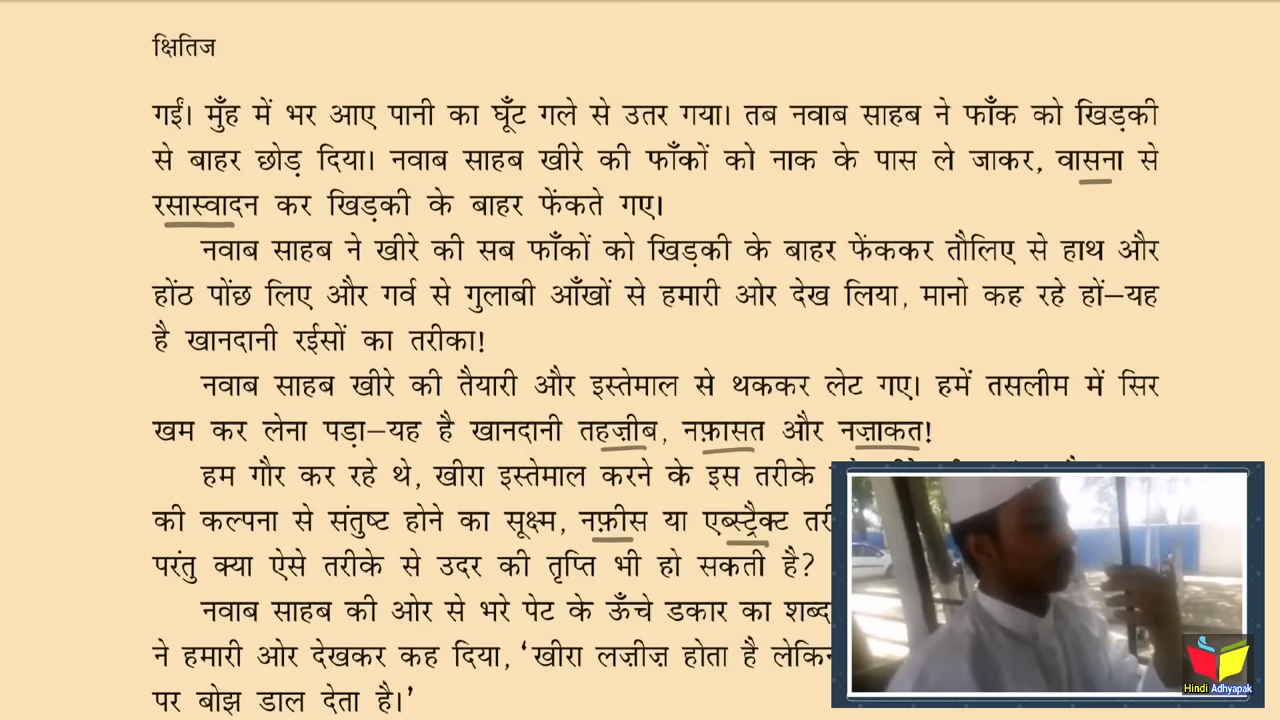 क्षितिज
गईं। मुँह में भर आए पानी का घूँट गले से उतर गया। तब नवाब साहब ने फाँक को खिड़की
से बाहर छोड़ दिया। नवाब साहब खीरे की फाँकों को नाक के पास ले जाकर, वासना से
रसास्वादन कर खिड़की के बाहर फेंकते गए।
नवाब साहब ने खीरे की सब फाँकों को खिड़की के बाहर फेंककर तौलिए से हाथ और
होंठ पोंछ लिए और गर्व से गुलाबी आँखों से हमारी ओर देख लिया, मानो कह रहे हों–यह
है खानदानी रईसों का तरीका!
नवाब साहब खीरे की तैयारी और इस्तेमाल से थककर लेट गए। हमें तसलीम में सिर
खम कर लेना पड़ा–यह है खानदानी तहज़ीब, नफ़ासत और नज़ाकत!
हम गौर कर रहे थे, खीरा इस्तेमाल करने के इस तरीके
की कल्पना से संतुष्ट होने का सूक्ष्म, नफ़ीस या एब्स्ट्रैक्ट
परंतु क्या ऐसे तरीके से उदर की तृप्ति भी हो सकती है?
नवाब साहब की ओर से भरे पेट के ऊँचे डकार का शब्द
ने हमारी ओर देखकर कह दिया, ‘खीरा लज़ीज़ होता है लेकिन
पर बोझ डाल देता है।’
Hindi Adhyapak